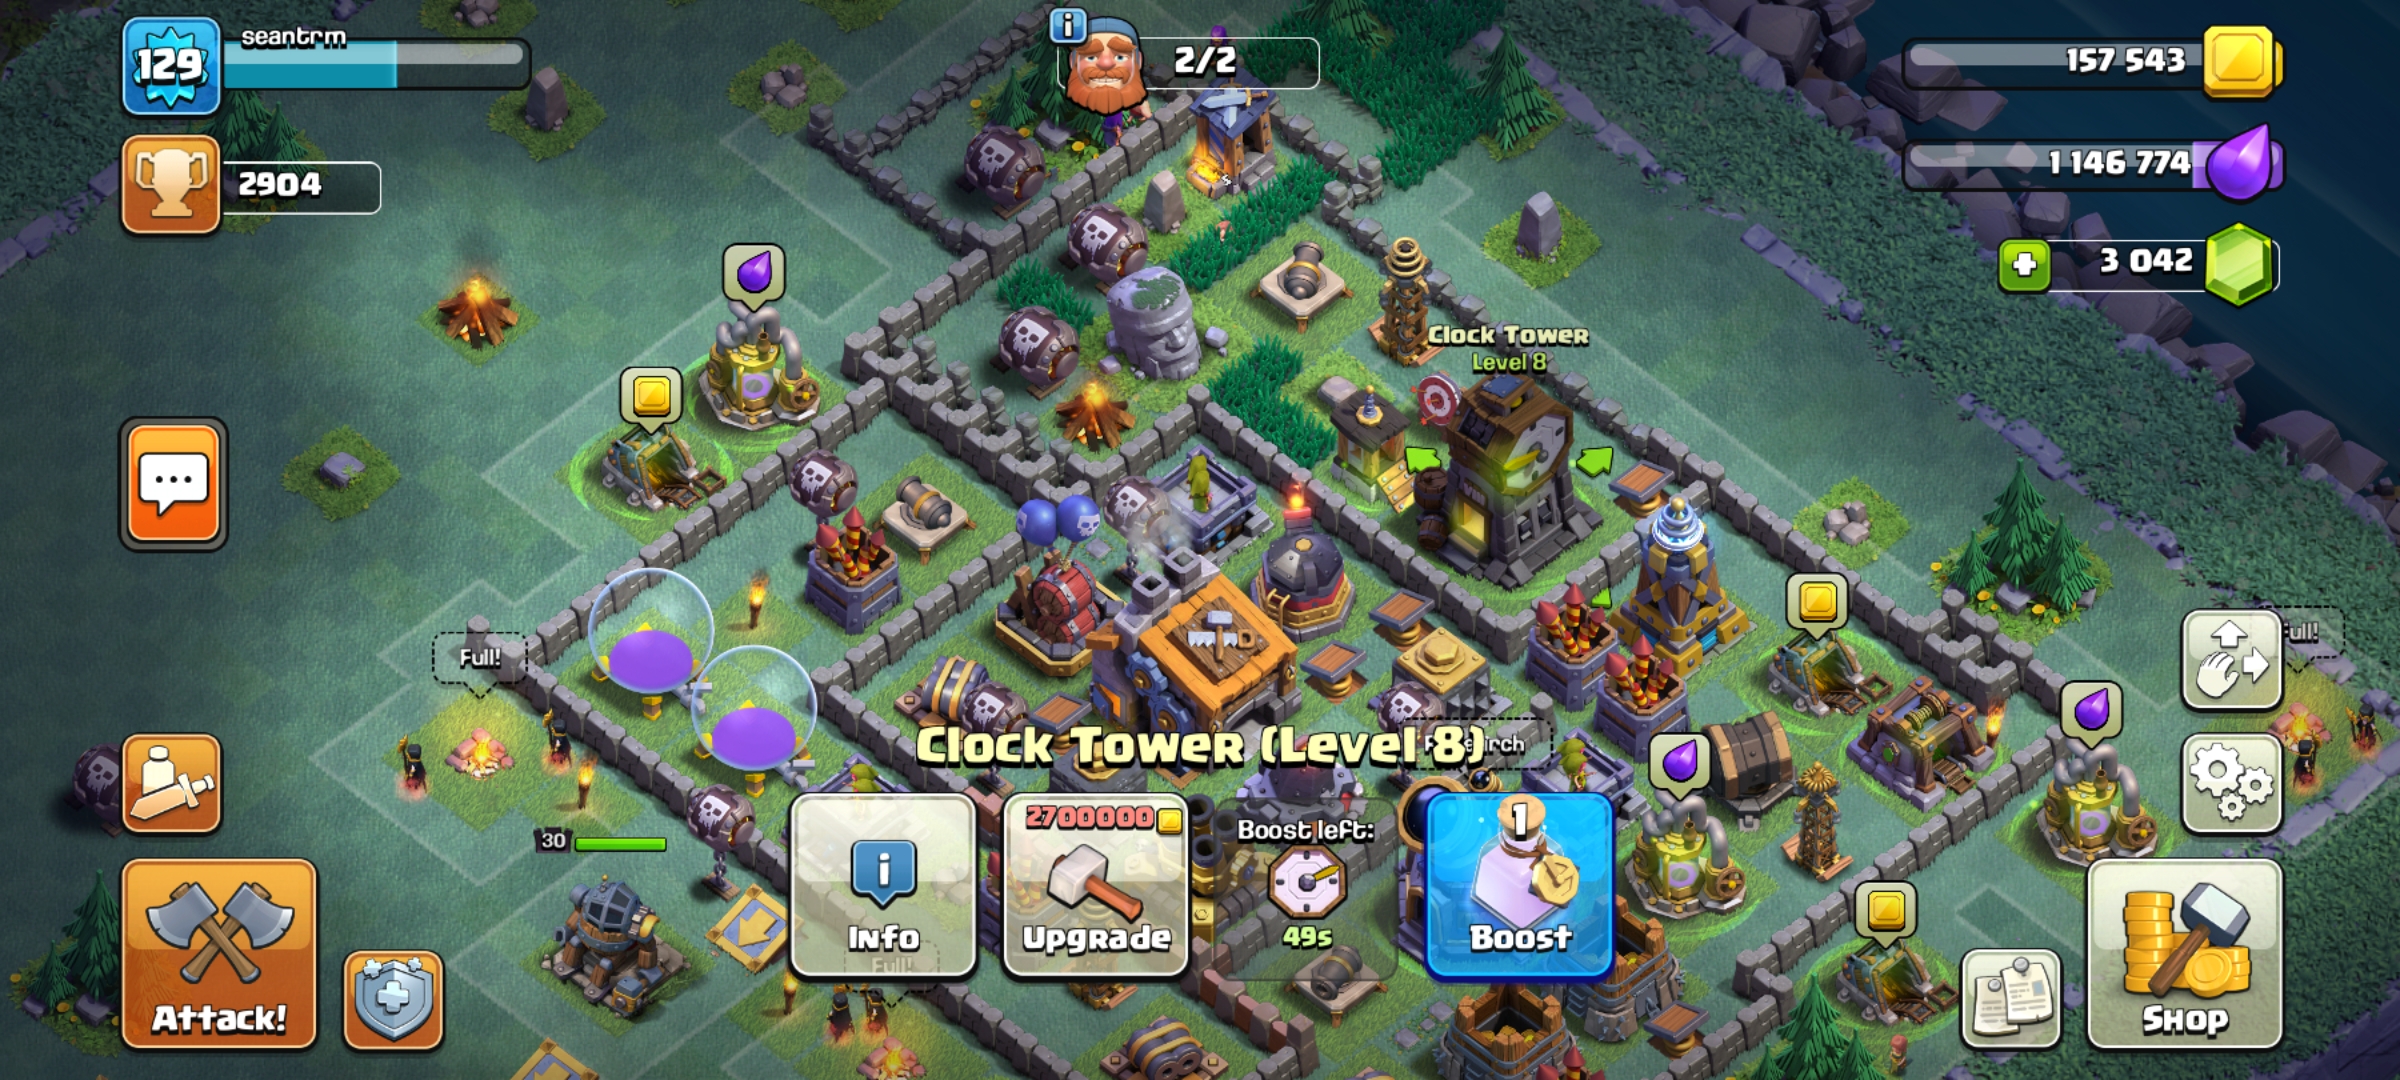 129
seantrm
2/2
157 543
2904
1 146 774
3 042
Clock Tower
Level 8
Full!
Clock Tower (Level 8)
30
2700000
Boost left:
1
Info
Upgrade
49s
Boost
Full!
Attack!
Shop